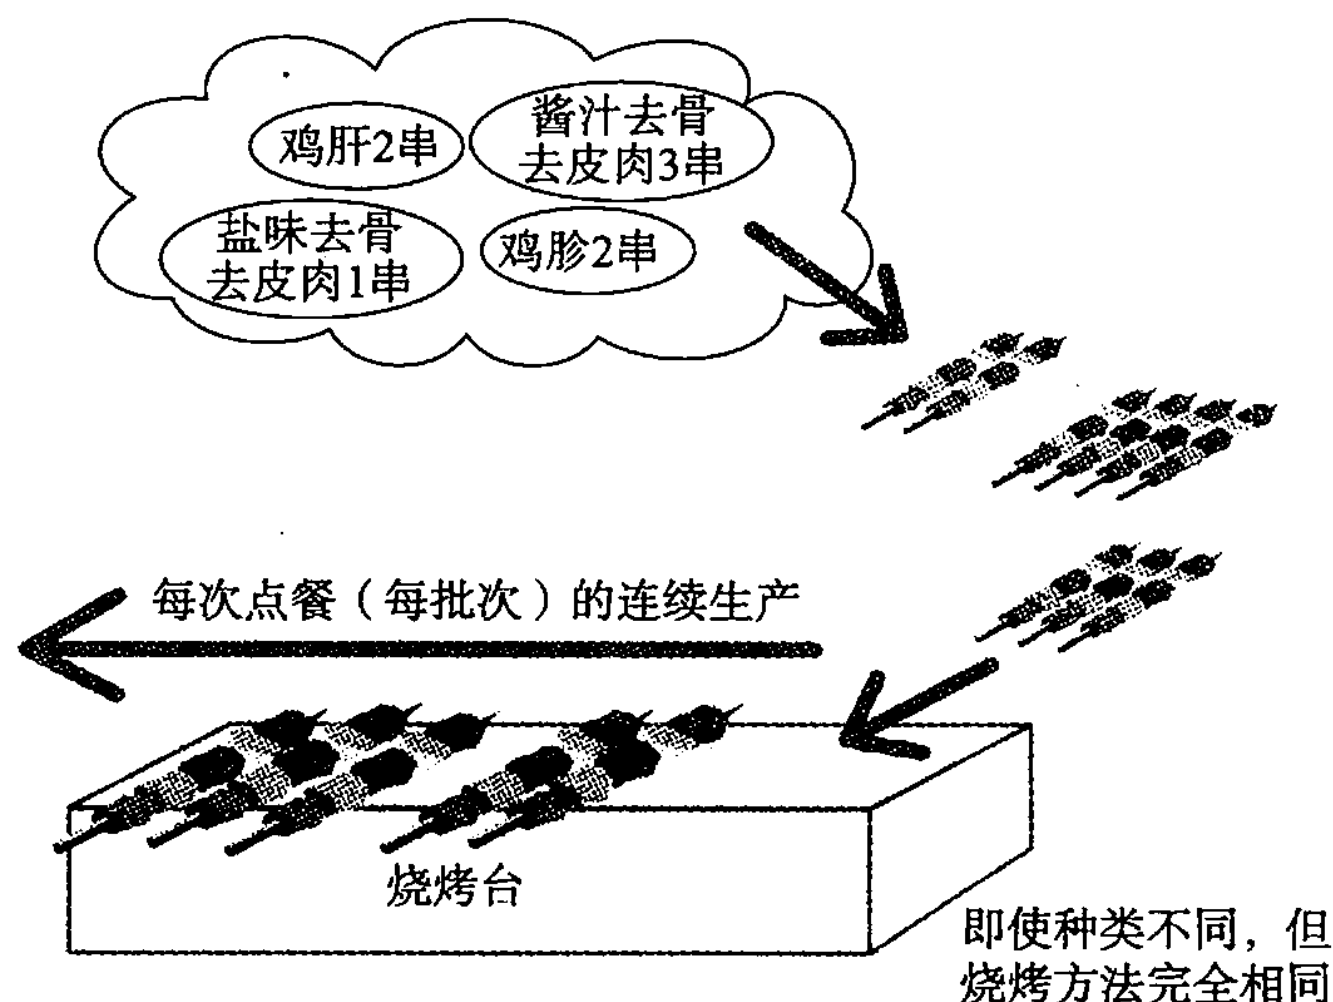 鸡肝2串
酱汁去骨
去皮肉3串
盐味去骨
去皮肉1串
鸡胗2串
每次点餐（每批次）的连续生产
烧烤台
即使种类不同，但
烧烤方法完全相同